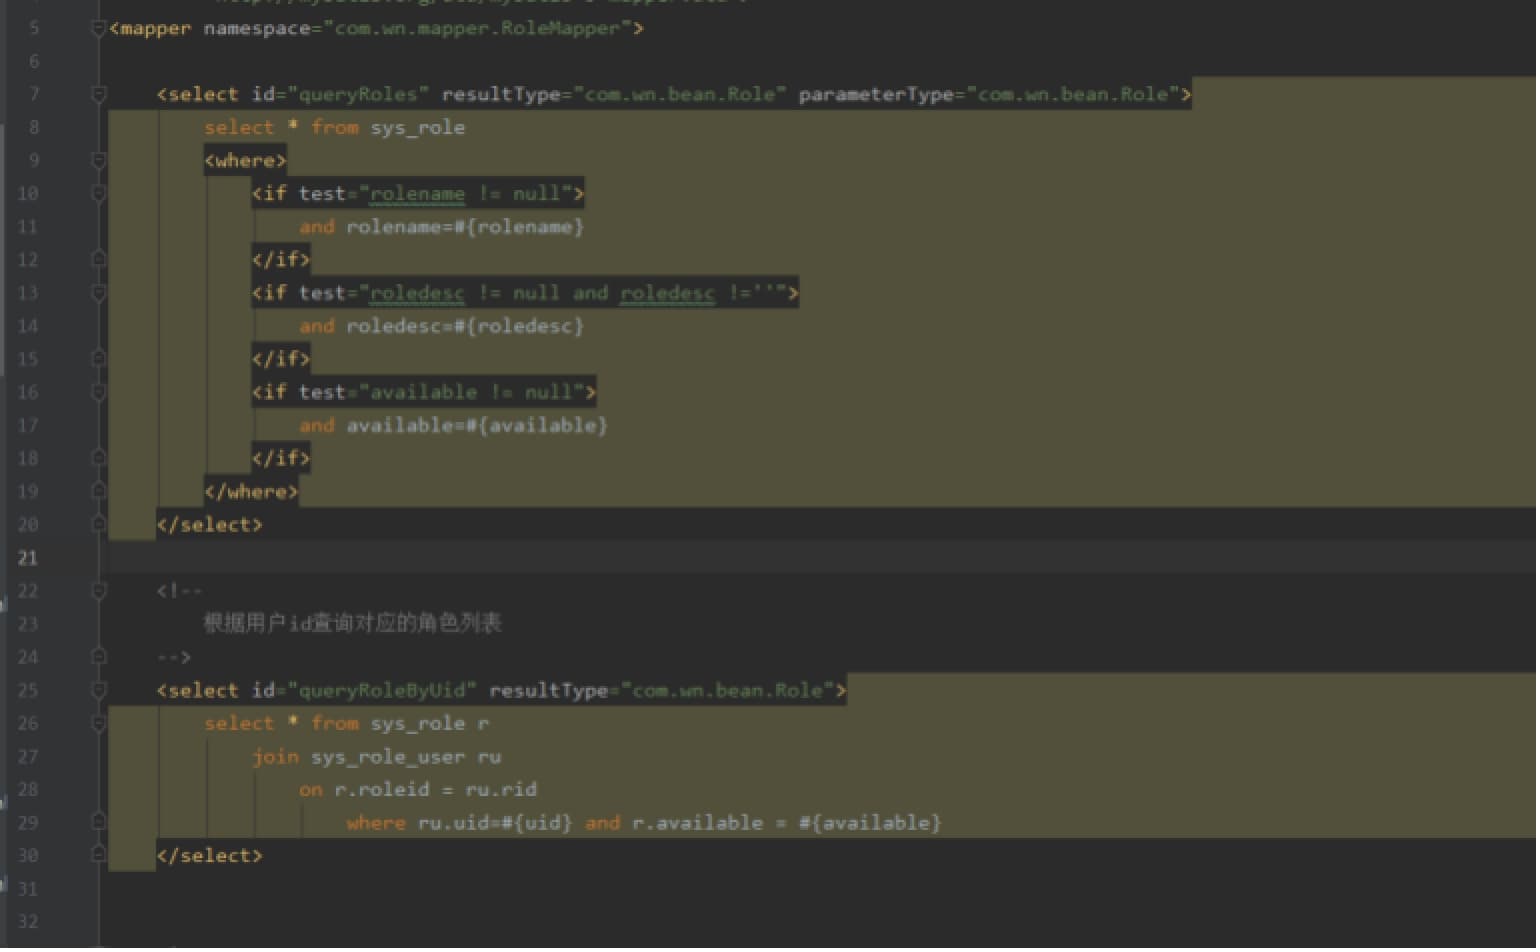 5 <mapper namespace="com.wn.mapper.RoleMapper">
6
7 <select id="queryRoles" resultType="com.wn.bean.Role" parameterType="com.wn.bean.Role">
8 select * from sys_role
9 <where>
10 <if test="rolename != null">
11 and rolename=#{rolename}
12 </if>
13 <if test="roledesc != null and roledesc !=''">
14 and roledesc=#{roledesc}
15 </if>
16 <if test="available != null">
17 and available=#{available}
18 </if>
19 </where>
20 </select>
21
22 <!--
23 根据用户id查询对应的角色列表
24 -->
25 <select id="queryRoleByUid" resultType="com.wn.bean.Role">
26 select * from sys_role r
27 join sys_role_user ru
28 on r.roleid = ru.rid
29 where ru.uid=#{uid} and r.available = #{available}
30 </select>
31
32